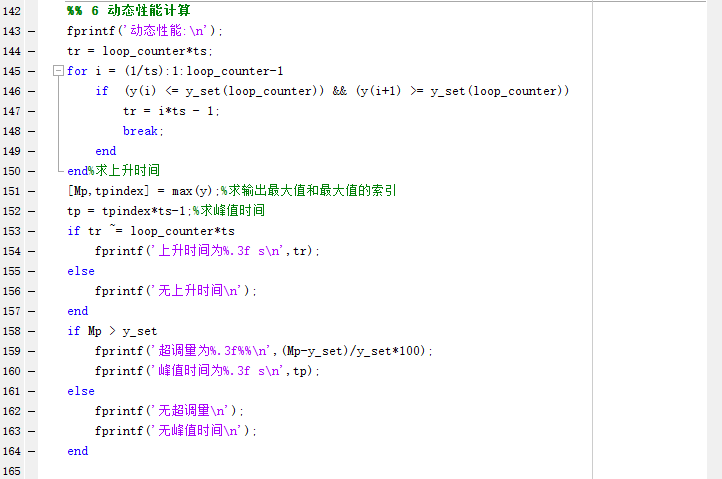 142 – %% 6 动态性能计算
143 – fprintf('动态性能:\n');
144 – tr = loop_counter*ts;
145 – for i = (1/ts):1:loop_counter-1
146 – if (y(i) <= y_set(loop_counter)) && (y(i+1) >= y_set(loop_counter))
147 – tr = i*ts - 1;
148 – break;
149 – end
150 – end%求上升时间
151 – [Mp,tpindex] = max(y);%求输出最大值和最大值的索引
152 – tp = tpindex*ts-1;%求峰值时间
153 – if tr ~= loop_counter*ts
154 – fprintf('上升时间为%.3f s\n',tr);
155 – else
156 – fprintf('无上升时间\n');
157 – end
158 – if Mp > y_set
159 – fprintf('超调量为%.3f%%\n',(Mp-y_set)/y_set*100);
160 – fprintf('峰值时间为%.3f s\n',tp);
161 – else
162 – fprintf('无超调量\n');
163 – fprintf('无峰值时间\n');
164 – end
165